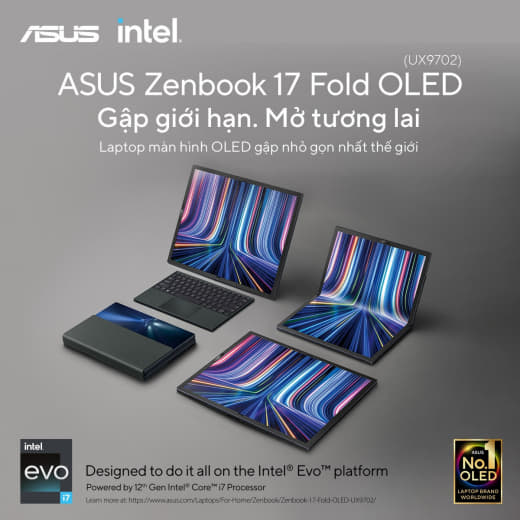 ASUS intel.
(UX9702)
ASUS Zenbook 17 Fold OLED
Gập giới hạn. Mở tương lai
Laptop màn hình OLED gập nhỏ gọn nhất thế giới
intel
evo
i7
Designed to do it all on the Intel® Evo™ platform
Powered by 12th Gen Intel® Core™ i7 Processor
Learn more at: https://www.asus.com/Laptops/For-Home/Zenbook/Zenbook-17-Fold-OLED-UX9702/
ASUS
No.1
OLED
LAPTOP BRAND
WORLDWIDE